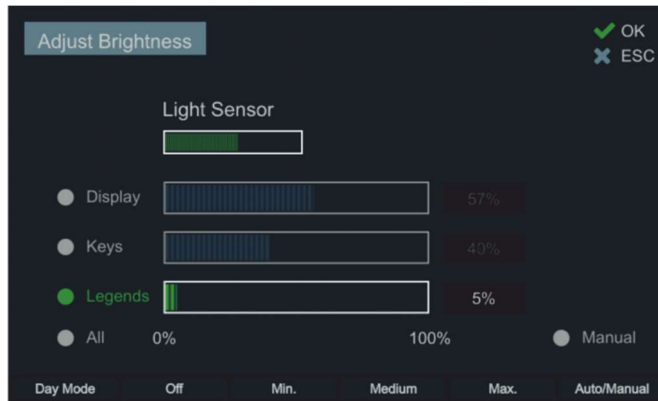 Adjust Brightness
OK
ESC
Light Sensor
Display 57%
Keys 40%
Legends 5%
All 0% 100% Manual
Day Mode Off Min. Medium Max. Auto/Manual